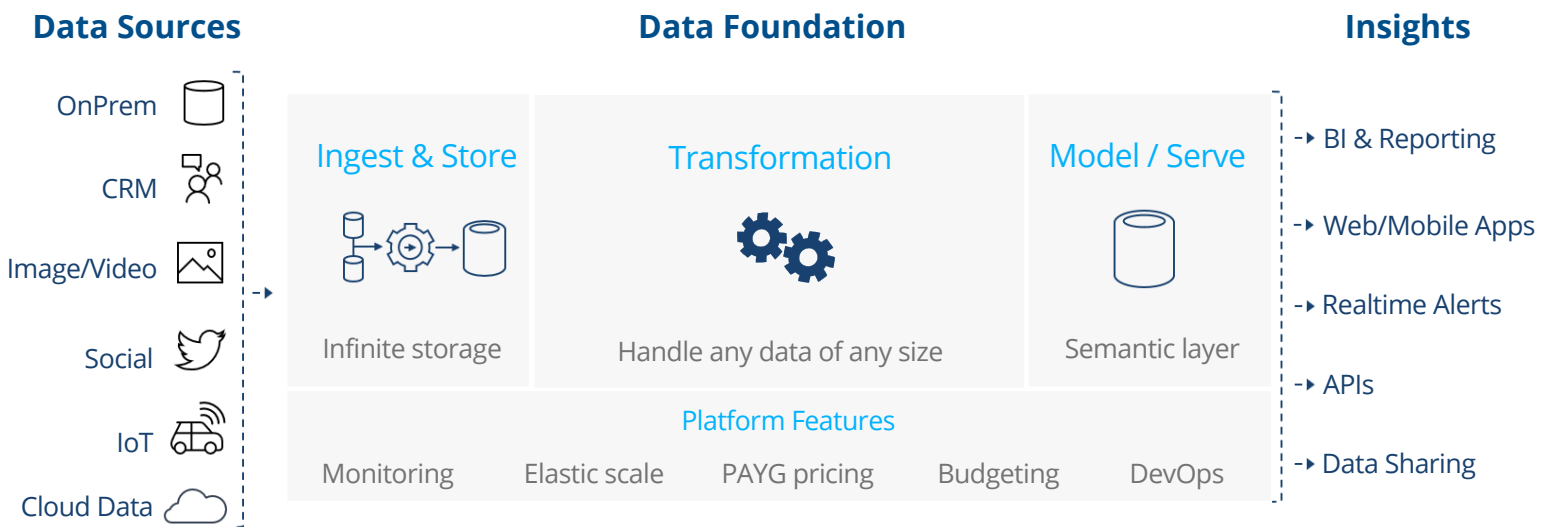 Data Sources
Data Foundation
Insights
OnPrem
CRM
Image/Video
Social
IoT
Cloud Data
Ingest & Store
Infinite storage
Transformation
Handle any data of any size
Model / Serve
Semantic layer
Platform Features
Monitoring Elastic scale PAYG pricing Budgeting DevOps
BI & Reporting
Web/Mobile Apps
Realtime Alerts
APIs
Data Sharing